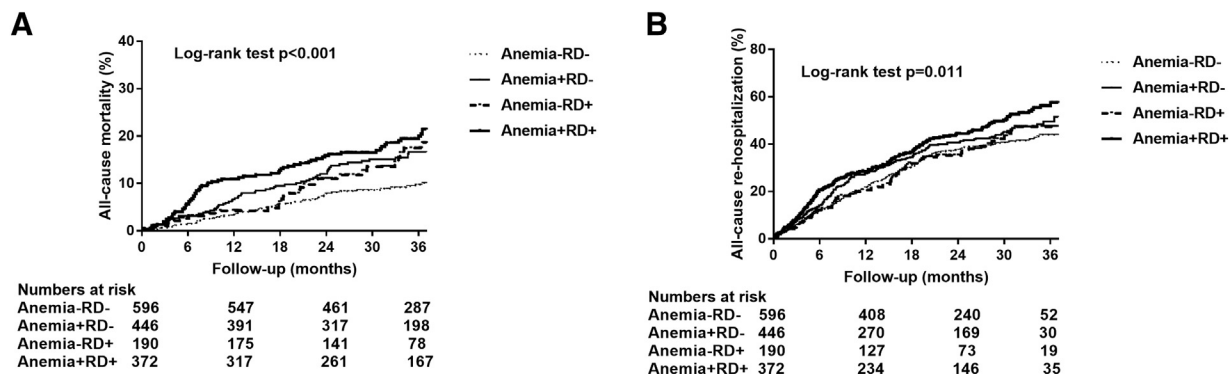 A
Log-rank test p<0.001
All-cause mortality (%)
40
30
20
10
0
0 6 12 18 24 30 36
Follow-up (months)
Anemia-RD-
Anemia+RD-
Anemia-RD+
Anemia+RD+
Numbers at risk
Anemia-RD- 596 547 461 287
Anemia+RD- 446 391 317 198
Anemia-RD+ 190 175 141 78
Anemia+RD+ 372 317 261 167
B
Log-rank test p=0.011
All-cause re-hospitalization (%)
80
60
40
20
0
0 6 12 18 24 30 36
Follow-up (months)
Anemia-RD-
Anemia+RD-
Anemia-RD+
Anemia+RD+
Numbers at risk
Anemia-RD- 596 408 240 52
Anemia+RD- 446 270 169 30
Anemia-RD+ 190 127 73 19
Anemia+RD+ 372 234 146 35